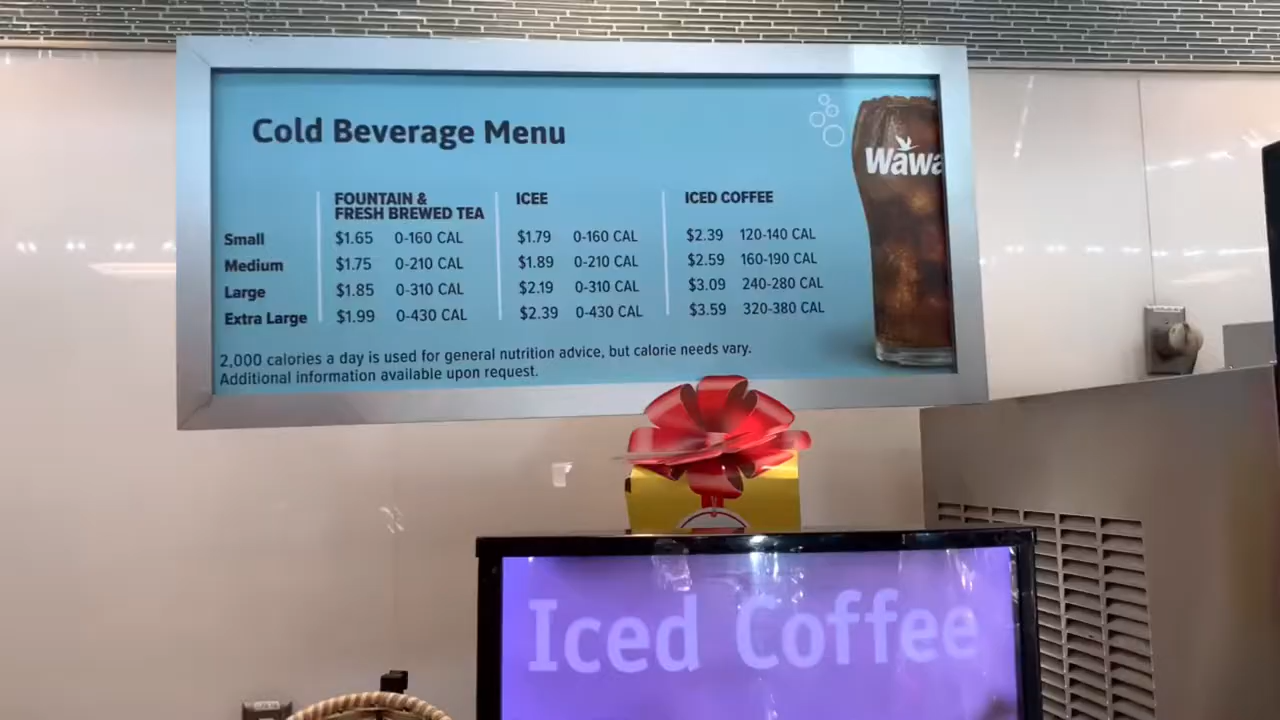 Cold Beverage Menu
Wawa
FOUNTAIN &
FRESH BREWED TEA
ICEE
ICED COFFEE
Small $1.65 0-160 CAL $1.79 0-160 CAL $2.39 120-140 CAL
Medium $1.75 0-210 CAL $1.89 0-210 CAL $2.59 160-190 CAL
Large $1.85 0-310 CAL $2.19 0-310 CAL $3.09 240-280 CAL
Extra Large $1.99 0-430 CAL $2.39 0-430 CAL $3.59 320-380 CAL
2,000 calories a day is used for general nutrition advice, but calorie needs vary.
Additional information available upon request.
Iced Coffee